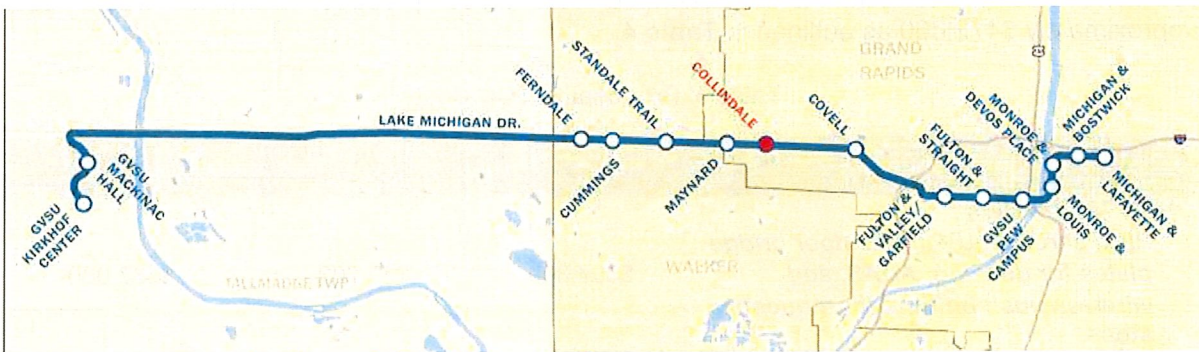 GRAND
RAPIDS
FERNDALE
STANDALE TRAIL
COLLINDALE
COVELL
MONROE &
DEVOS PLACE
MICHIGAN &
BOSTWICK
LAKE MICHIGAN DR.
FULTON &
STRAIGHT
GVSU
MACKINAC
HALL
GVSU
KIRKHOF
CENTER
CUMMINGS
MAYNARD
FULTON &
VALLEY/
GARFIELD
GVSU
PEW
CAMPUS
MONROE &
LOUIS
MICHIGAN &
LAFAYETTE
WALKER
TALLMADGE TWP